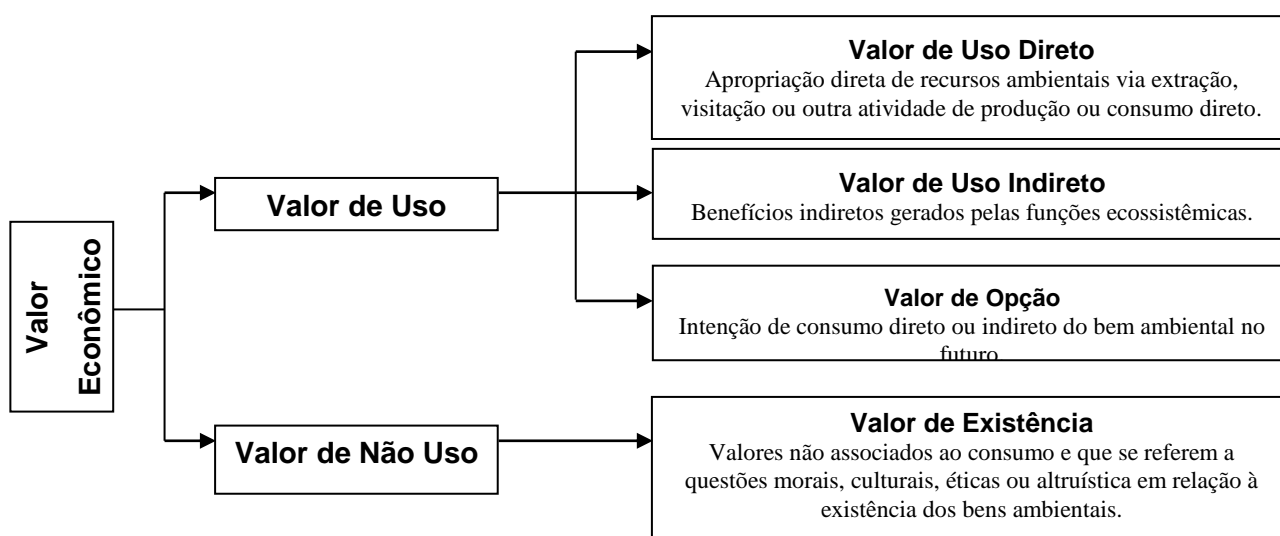 Valor
Econômico
Valor de Uso
Valor de Não Uso
Valor de Uso Direto
Apropriação direta de recursos ambientais via extração,
visitação ou outra atividade de produção ou consumo direto.
Valor de Uso Indireto
Benefícios indiretos gerados pelas funções ecossistêmicas.
Valor de Opção
Intenção de consumo direto ou indireto do bem ambiental no
futuro
Valor de Existência
Valores não associados ao consumo e que se referem a
questões morais, culturais, éticas ou altruística em relação à
existência dos bens ambientais.